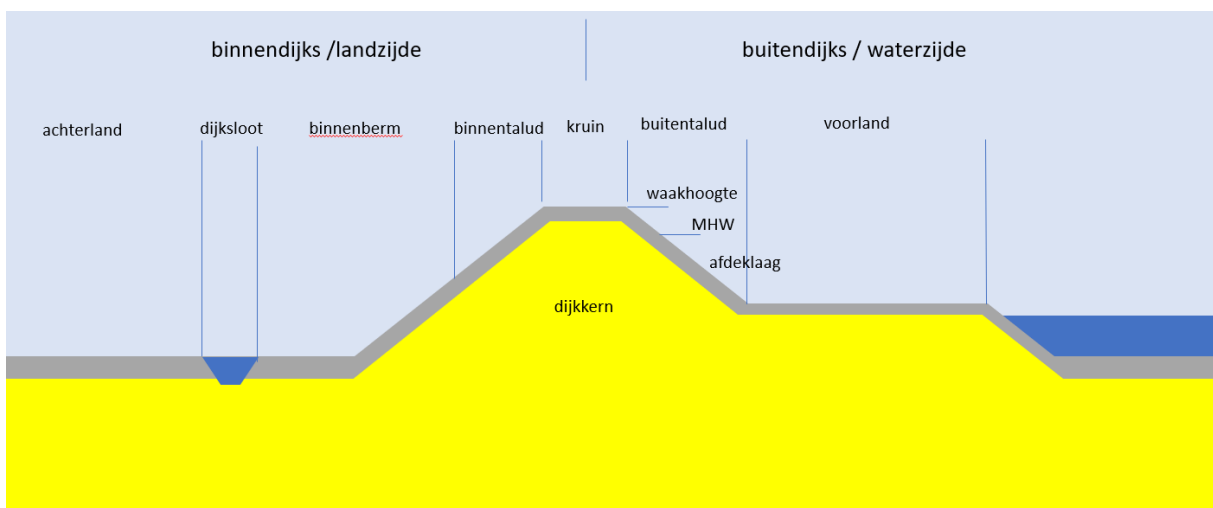 binnendijks /landzijde
buitendijks / waterzijde
achterland
dijksloot
binnenberm
binnentalud
kruin
buitentalud
voorland
waakhoogte
MHW
afdeklaag
dijkkern